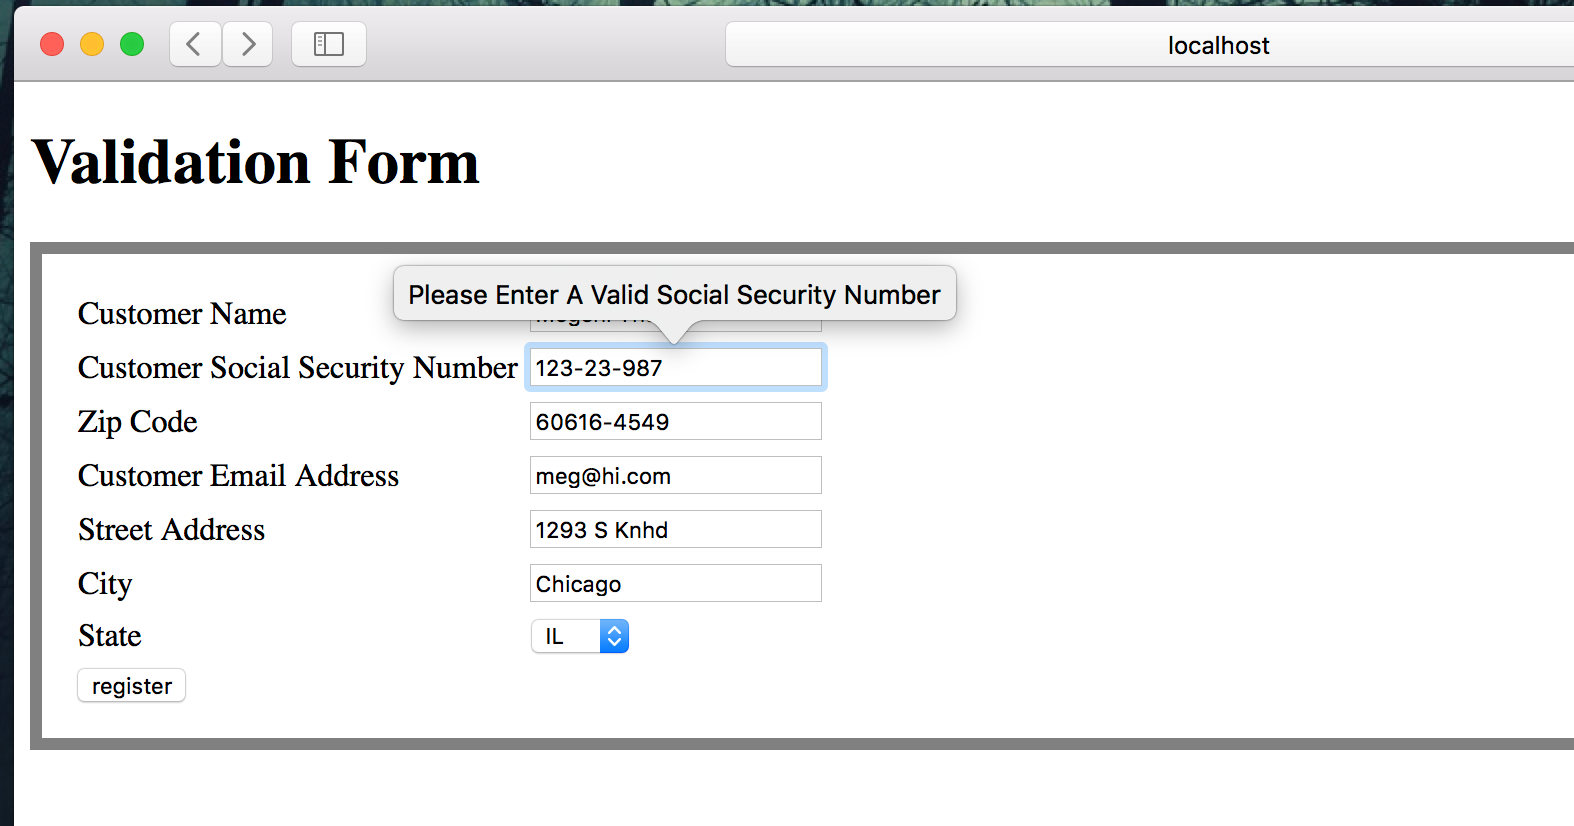 localhost
Validation Form
Please Enter A Valid Social Security Number
Customer Name
Customer Social Security Number 123-23-987
Zip Code 60616-4549
Customer Email Address meg@hi.com
Street Address 1293 S Knhd
City Chicago
State IL
register